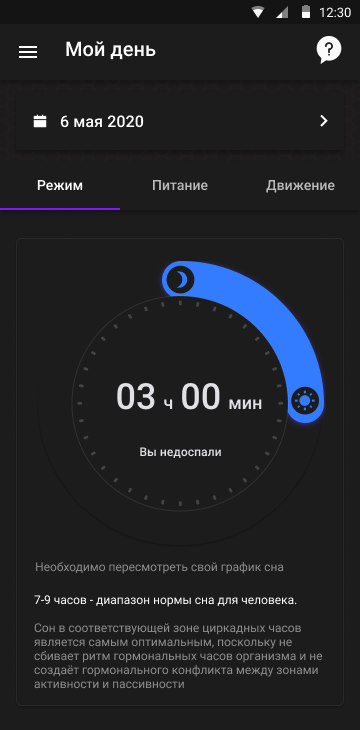 12:30
Мой день
?
6 мая 2020
Режим Питание Движение
03 ч 00 мин
Вы недоспали
Необходимо пересмотреть свой график сна
7-9 часов - диапазон нормы сна для человека.
Сон в соответствующей зоне циркадных часов
является самым оптимальным, поскольку не
сбивает ритм гормональных часов организма и не
создаёт гормонального конфликта между зонами
активности и пассивности